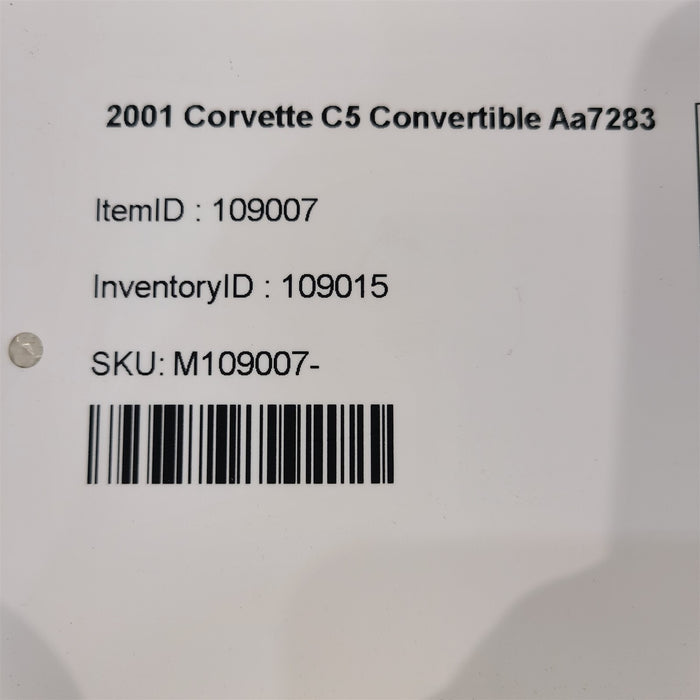 2001 Corvette C5 Convertible Aa7283
ItemID : 109007
InventoryID : 109015
SKU: M109007-